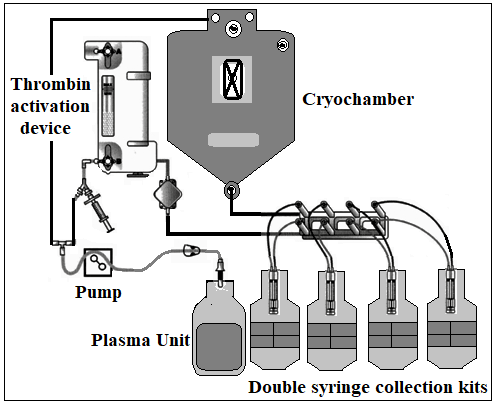 Thrombin
activation
device
Cryochamber
A
B
Pump
Plasma Unit
Double syringe collection kits